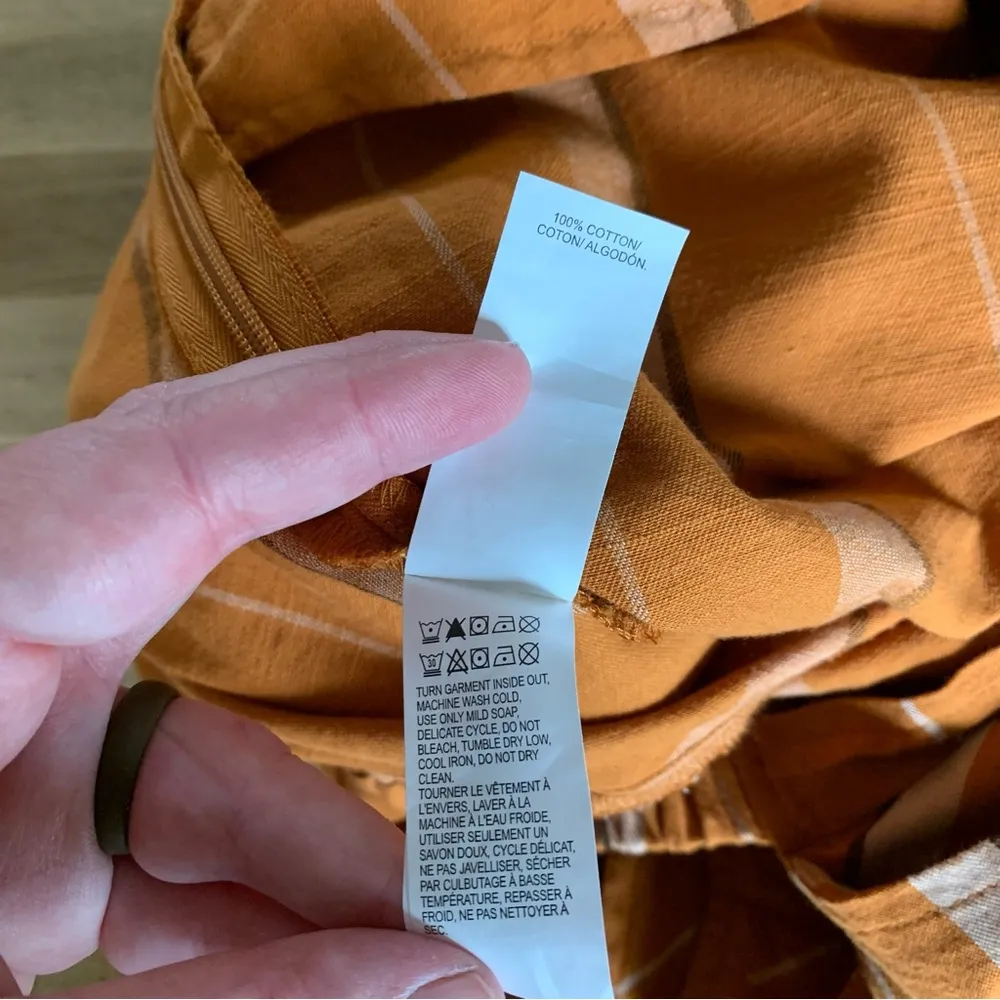 100% COTTON/
COTON/ ALGODÓN.
30
TURN GARMENT INSIDE OUT,
MACHINE WASH COLD,
USE ONLY MILD SOAP,
DELICATE CYCLE, DO NOT
BLEACH, TUMBLE DRY LOW,
COOL IRON, DO NOT DRY
CLEAN.
TOURNER LE VÊTEMENT À
L'ENVERS, LAVER À LA
MACHINE À L'EAU FROIDE,
UTILISER SEULEMENT UN
SAVON DOUX, CYCLE DÉLICAT,
NE PAS JAVELLISER, SÉCHER
PAR CULBUTAGE À BASSE
TEMPÉRATURE, REPASSER À
FROID, NE PAS NETTOYER À
SEC.